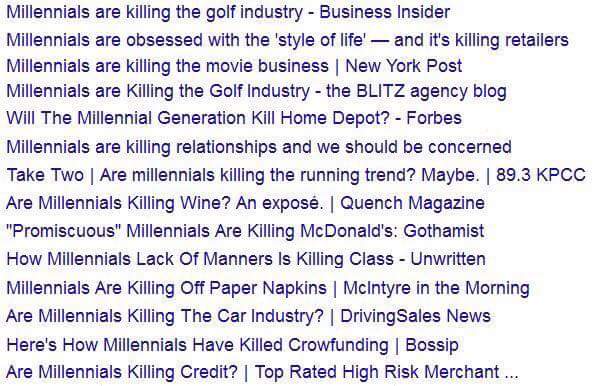 Millennials are killing the golf industry - Business Insider
Millennials are obsessed with the 'style of life' — and it's killing retailers
Millennials are killing the movie business | New York Post
Millennials are Killing the Golf Industry - the BLITZ agency blog
Will The Millennial Generation Kill Home Depot? - Forbes
Millennials are killing relationships and we should be concerned
Take Two | Are millennials killing the running trend? Maybe. | 89.3 KPCC
Are Millennials Killing Wine? An exposé. | Quench Magazine
"Promiscuous" Millennials Are Killing McDonald's: Gothamist
How Millennials Lack Of Manners Is Killing Class - Unwritten
Millennials Are Killing Off Paper Napkins | McIntyre in the Morning
Are Millennials Killing The Car Industry? | DrivingSales News
Here's How Millennials Have Killed Crowfunding | Bossip
Are Millennials Killing Credit? | Top Rated High Risk Merchant ...